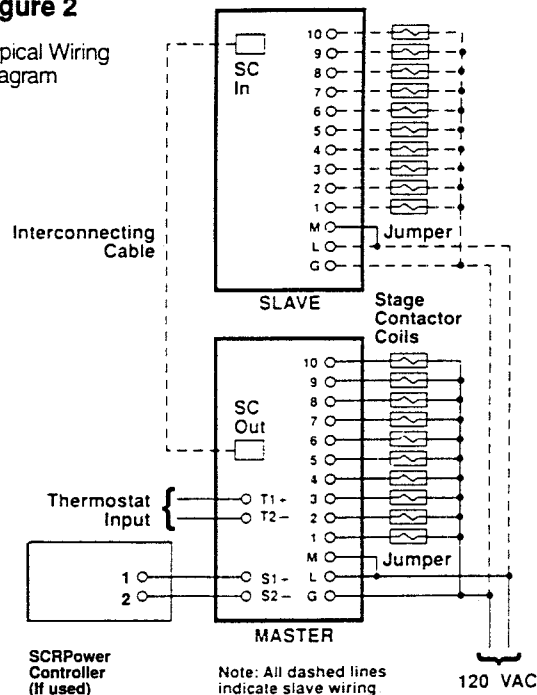 gure 2
pical Wiring
agram
SC
In
10
9
8
7
6
5
4
3
2
1
M
L
G
Jumper
Interconnecting
Cable
SLAVE
Stage
Contactor
Coils
SC
Out
10
9
8
7
6
5
4
3
2
1
M
L
G
Jumper
Thermostat
Input
T1+
T2–
1
2
S1+
S2–
MASTER
SCRPower
Controller
(If used)
Note: All dashed lines
indicate slave wiring
120 VAC